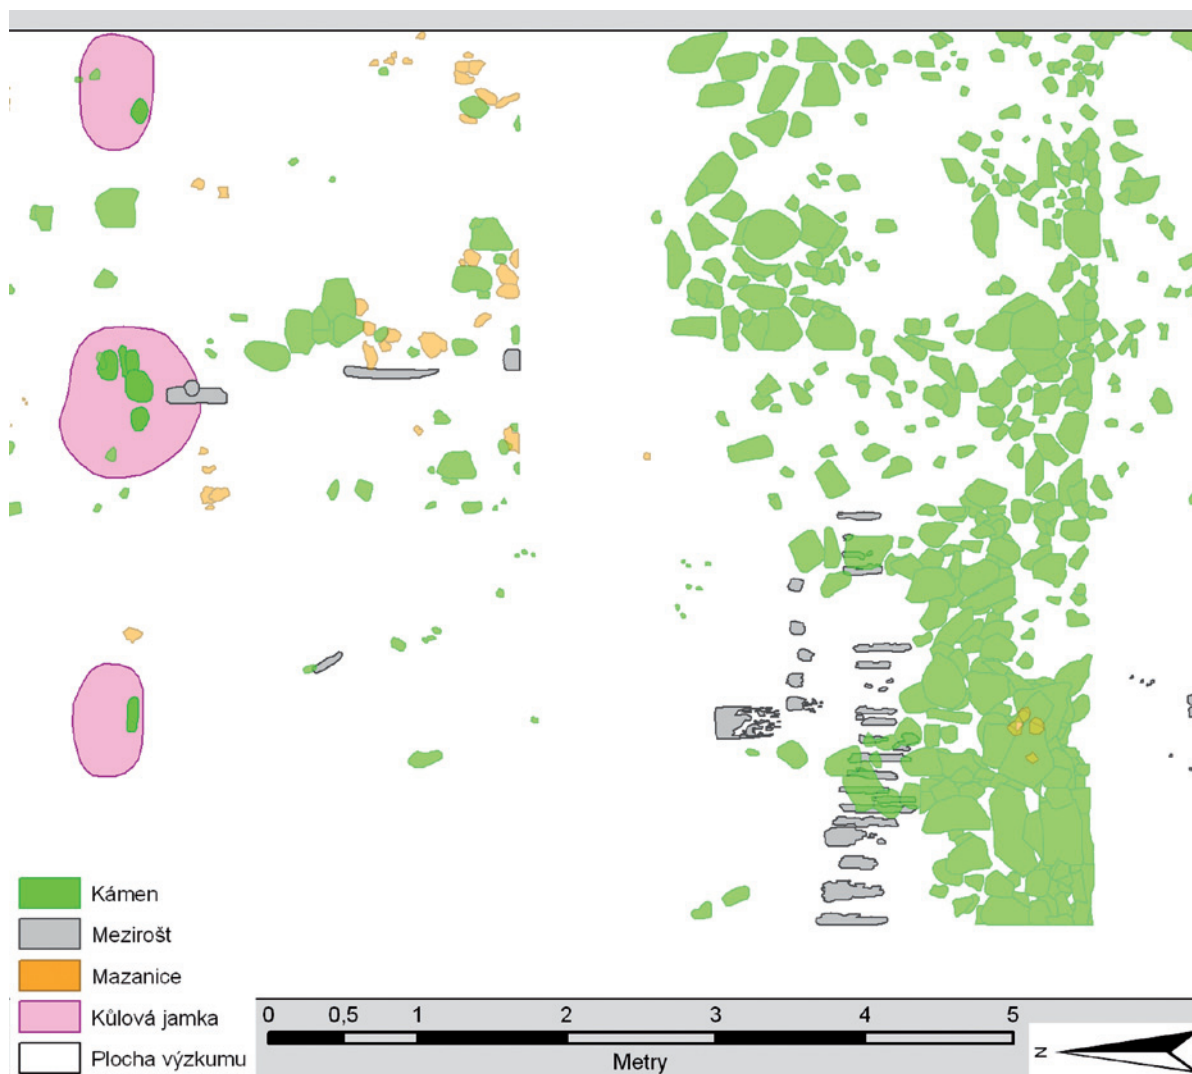 Kámen
Mezirošt
Mazanice
Kůlová jamka
Plocha výzkumu
0 0,5 1 2 3 4 5
Metry
N